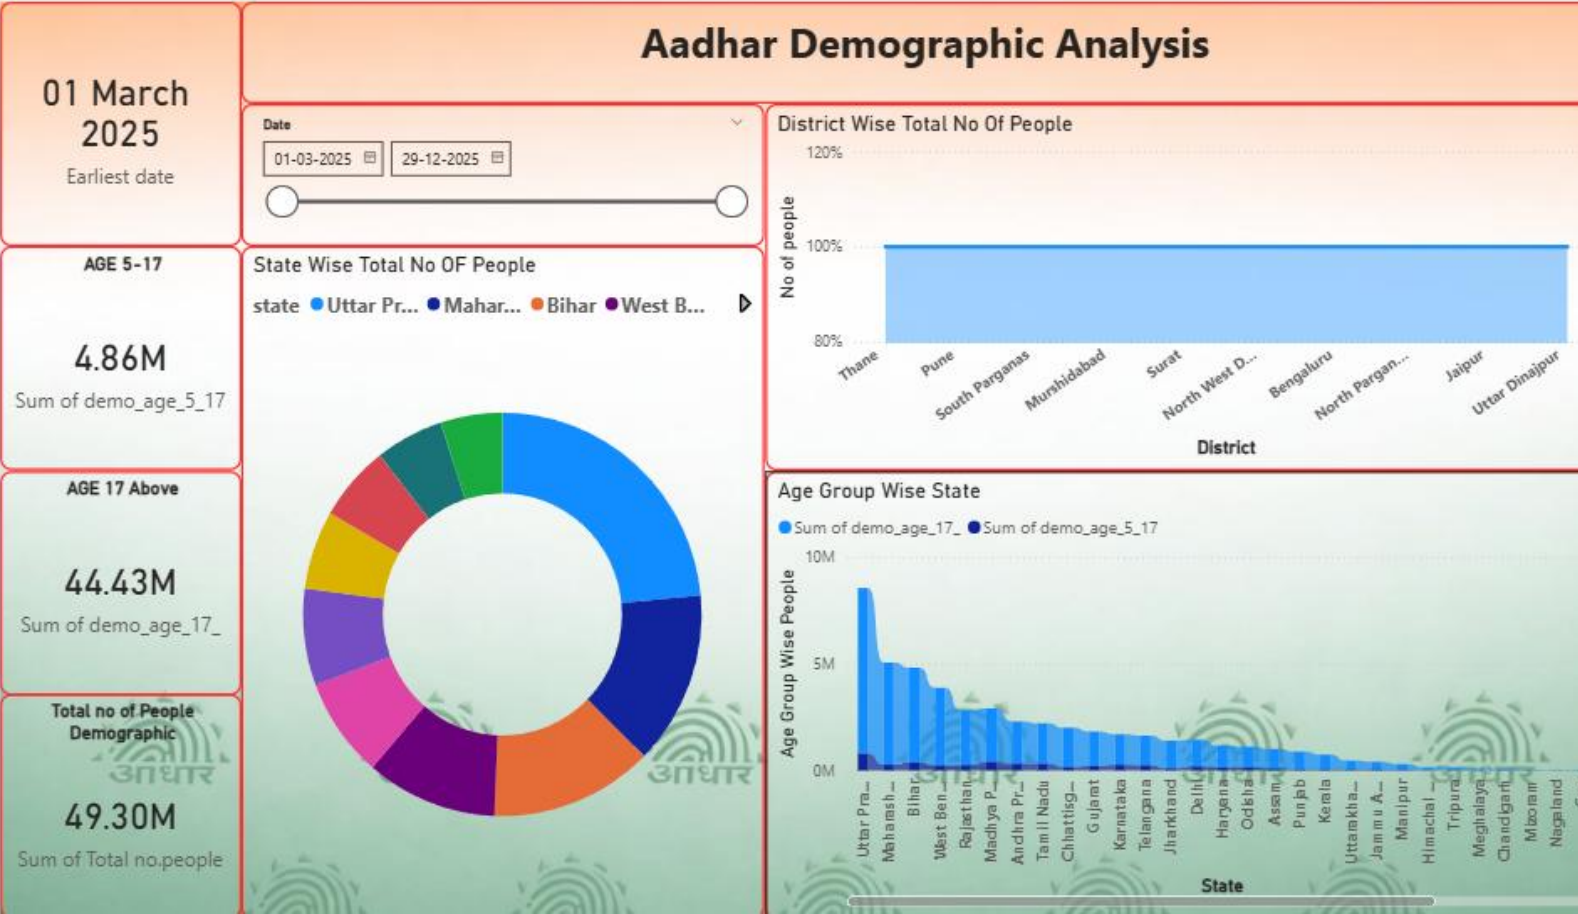 Aadhar Demographic Analysis
01 March
2025
Earliest date
Date
01-03-2025
29-12-2025
AGE 5-17
4.86M
Sum of demo_age_5_17
AGE 17 Above
44.43M
Sum of demo_age_17_
Total no of People
Demographic
49.30M
Sum of Total no.people
State Wise Total No OF People
state Uttar Pr... Mahar... Bihar West B...
District Wise Total No Of People
No of people
120%
100%
80%
Thane
Pune
South Parganas
Murshidabad
Surat
North West D...
Bengaluru
North Pargan...
Jaipur
Uttar Dinajpur
District
Age Group Wise State
Sum of demo_age_17_ Sum of demo_age_5_17
Age Group Wise People
10M
5M
0M
Uttar Pra...
Maharash...
Bihar
West Ben...
Rajasthan
Madhya P...
Andhra Pr...
Tamil Nadu
Chhattisg...
Gujarat
Karnataka
Telangana
Jharkhand
Delhi
Haryana
Odisha
Assam
Punjab
Kerala
Uttarakha...
Jammu A...
Manipur
Himachal ...
Tripura
Meghalaya
Chandigarh
Mizoram
Nagaland
State
आधार
आधार
आधार
आधार